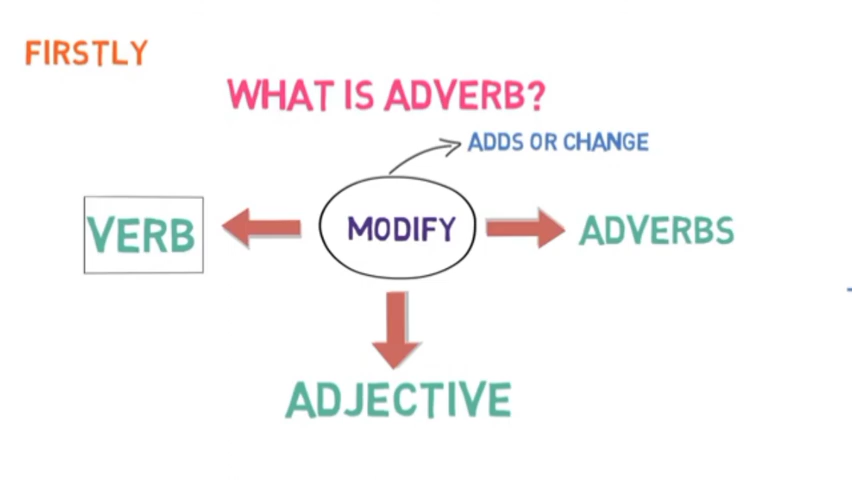 FIRSTLY
WHAT IS ADVERB?
ADDS OR CHANGE
VERB
MODIFY
ADVERBS
ADJECTIVE